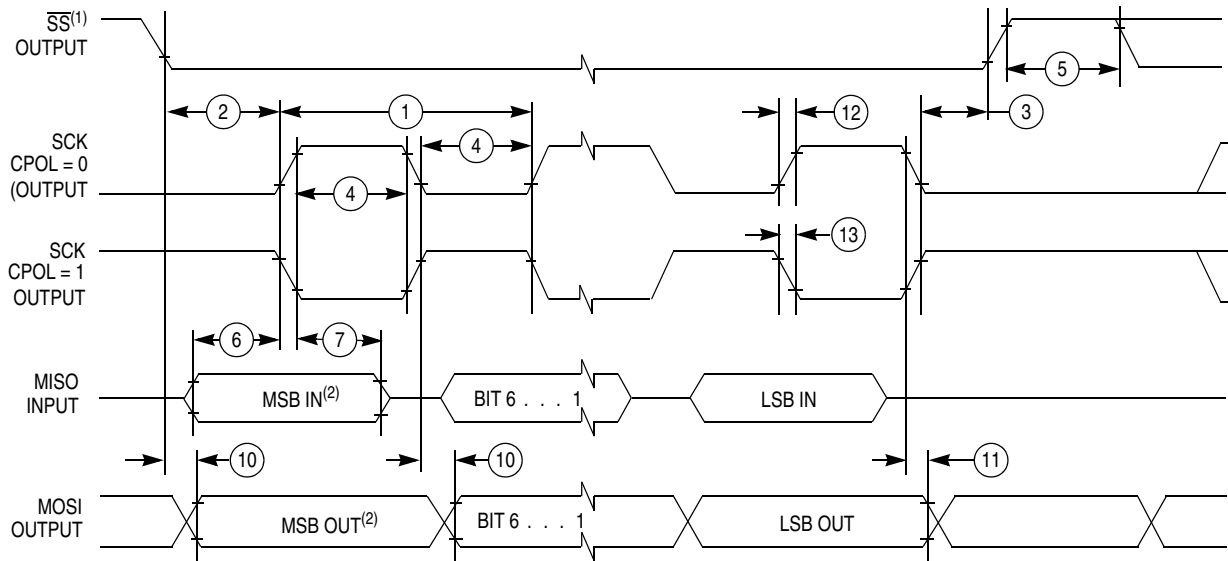 SS(1)
OUTPUT
5
2
1
12
3
SCK
CPOL = 0
(OUTPUT
4
4
SCK
CPOL = 1
OUTPUT
13
6
7
MISO
INPUT
MSB IN(2)
BIT 6 . . . 1
LSB IN
10
10
11
MOSI
OUTPUT
MSB OUT(2)
BIT 6 . . . 1
LSB OUT